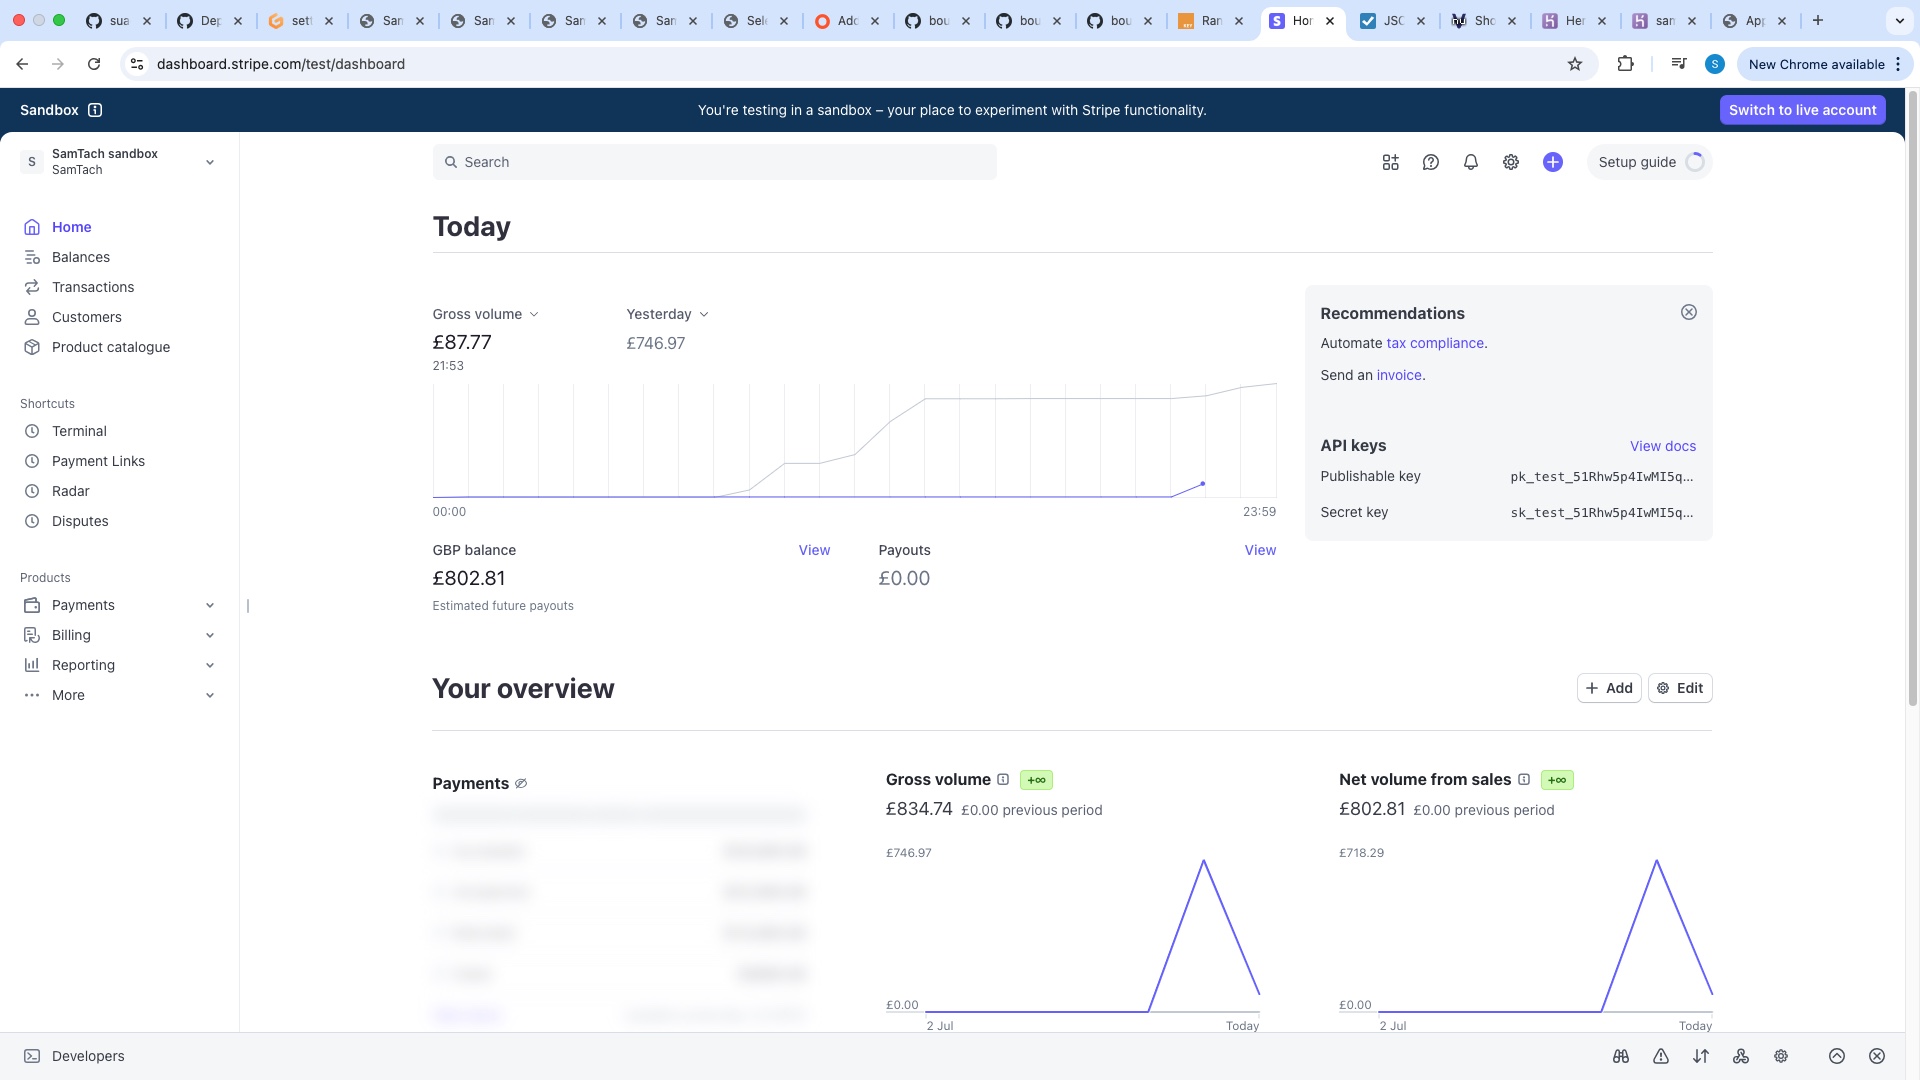 sua
Dep
sett
San
San
San
San
Sele
Add
bou
bou
bou
Ran
Hor
JSO
Sho
Her
sam
App
dashboard.stripe.com/test/dashboard
S
New Chrome available
Sandbox
You're testing in a sandbox – your place to experiment with Stripe functionality.
Switch to live account
S
SamTach sandbox
SamTach
Search
Setup guide
Home
Balances
Transactions
Customers
Product catalogue
Shortcuts
Terminal
Payment Links
Radar
Disputes
Products
Payments
Billing
Reporting
More
Today
Gross volume
£87.77
21:53
Yesterday
£746.97
00:00
23:59
GBP balance
View
£802.81
Estimated future payouts
Payouts
View
£0.00
Recommendations
Automate tax compliance.
Send an invoice.
API keys
View docs
Publishable key
pk_test_51Rhw5p4IwMI5q…
Secret key
sk_test_51Rhw5p4IwMI5q…
Your overview
Add
Edit
Payments
Gross volume
+∞
£834.74 £0.00 previous period
£746.97
£0.00
2 Jul
Today
Net volume from sales
+∞
£802.81 £0.00 previous period
£718.29
£0.00
2 Jul
Today
Developers